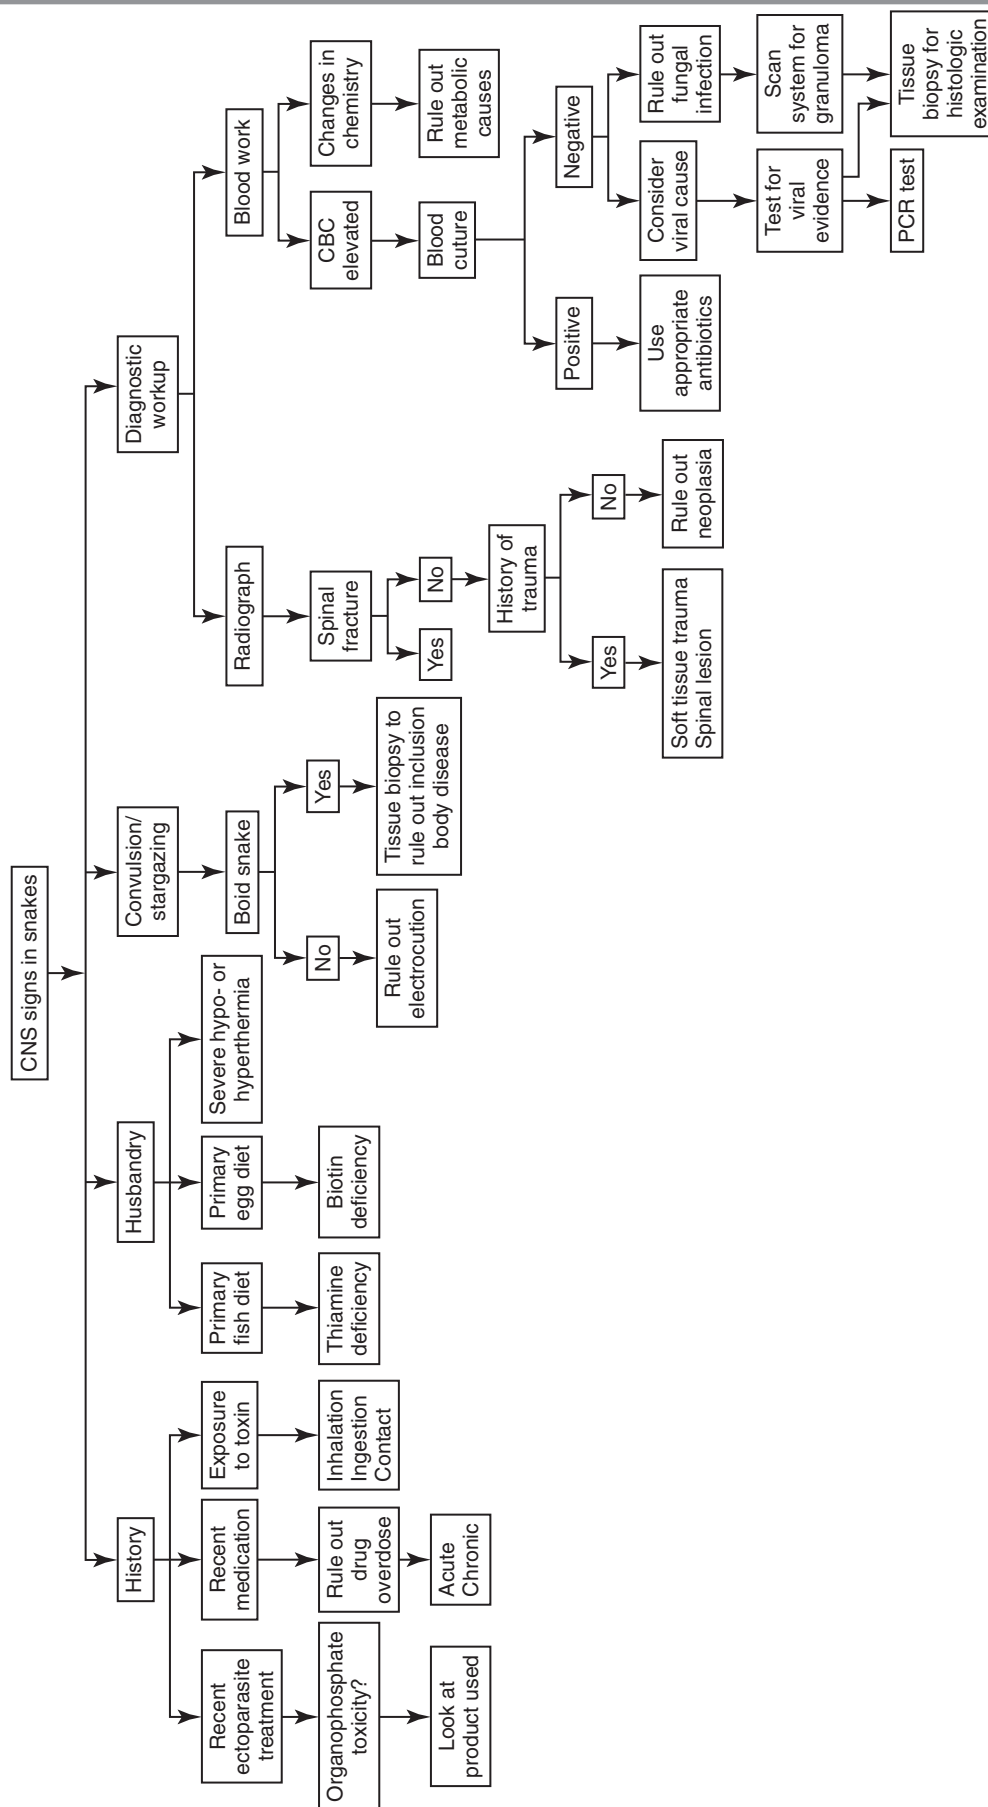 CNS signs in snakes
History
Recent
ectoparasite
treatment
Organophosphate
toxicity?
Look at
product used
Recent
medication
Rule out
drug
overdose
Acute
Chronic
Exposure
to toxin
Inhalation
Ingestion
Contact
Husbandry
Primary
fish diet
Thiamine
deficiency
Primary
egg diet
Biotin
deficiency
Severe hypo- or
hyperthermia
Convulsion/
stargazing
Boid snake
No
Rule out
electrocution
Yes
Tissue biopsy to
rule out inclusion
body disease
Diagnostic
workup
Radiograph
Spinal
fracture
Yes
No
History of
trauma
Yes
Soft tissue trauma
Spinal lesion
No
Rule out
neoplasia
Blood work
CBC
elevated
Blood
cuture
Positive
Use
appropriate
antibiotics
Negative
Consider
viral cause
Test for
viral
evidence
PCR test
Rule out
fungal
infection
Scan
system for
granuloma
Tissue
biopsy for
histologic
examination
Changes in
chemistry
Rule out
metabolic
causes